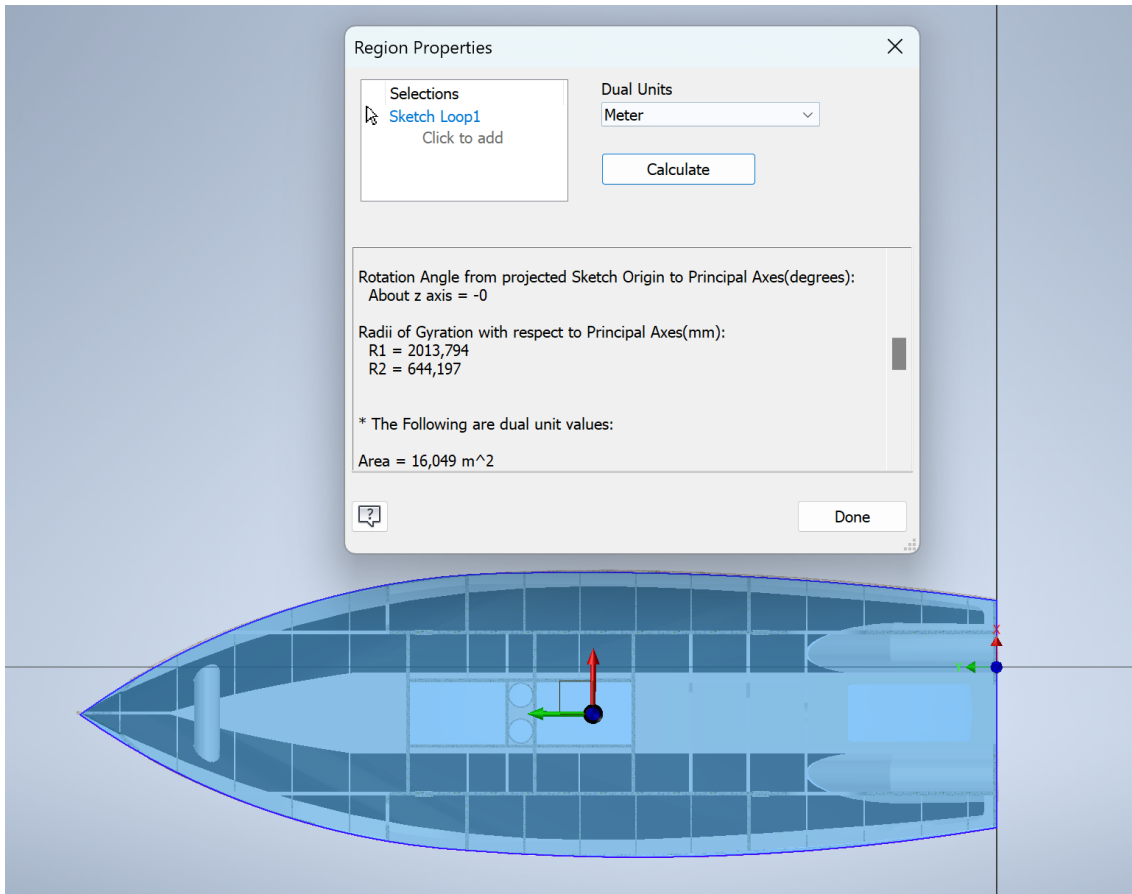 Region Properties
Selections
Sketch Loop1
Click to add
Dual Units
Meter
Calculate
Rotation Angle from projected Sketch Origin to Principal Axes(degrees):
About z axis = -0
Radii of Gyration with respect to Principal Axes(mm):
R1 = 2013,794
R2 = 644,197
* The Following are dual unit values:
Area = 16,049 m^2
?
Done
X
Y